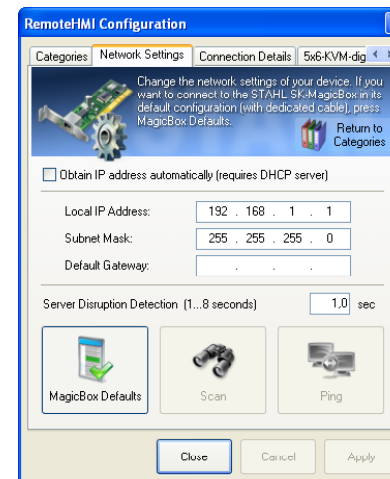 RemoteHMI Configuration
Categories Network Settings Connection Details 5x6-KVM-dig
Change the network settings of your device. If you
want to connect to the STAHL SK-MagicBox in its
default configuration (with dedicated cable), press
MagicBox Defaults.
Return to
Categories
Obtain IP address automatically (requires DHCP server)
Local IP Address: 192 . 168 . 1 . 1
Subnet Mask: 255 . 255 . 255 . 0
Default Gateway: . . .
Server Disruption Detection (1...8 seconds) 1,0 sec
MagicBox Defaults Scan Ping
Close Cancel Apply